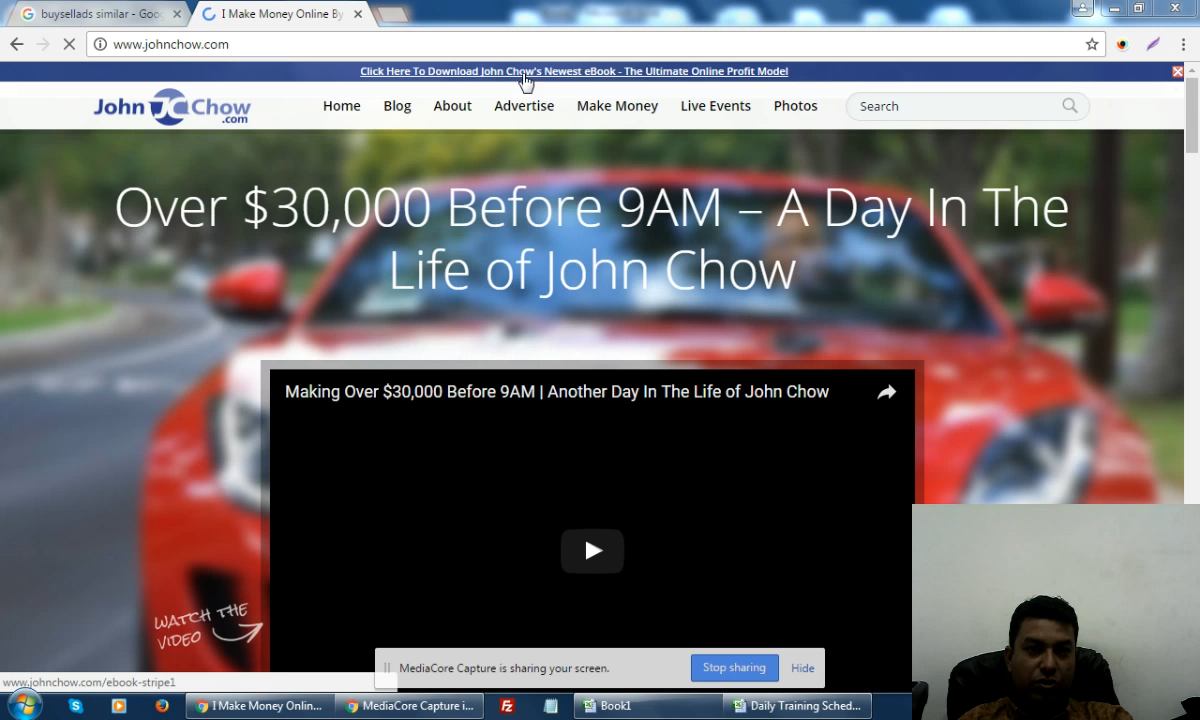 buysellads similar - Goo
I Make Money Online By
www.johnchow.com
Click Here To Download John Chow's Newest eBook - The Ultimate Online Profit Model
John Chow
.com
Home Blog About Advertise Make Money Live Events Photos Search
Over $30,000 Before 9AM – A Day In The
Life of John Chow
Making Over $30,000 Before 9AM | Another Day In The Life of John Chow
WATCH THE
VIDEO
MediaCore Capture is sharing your screen. Stop sharing Hide
www.johnchow.com/ebook-stripe1
I Make Money Onlin... MediaCore Capture i... Book1 Daily Training Sched...